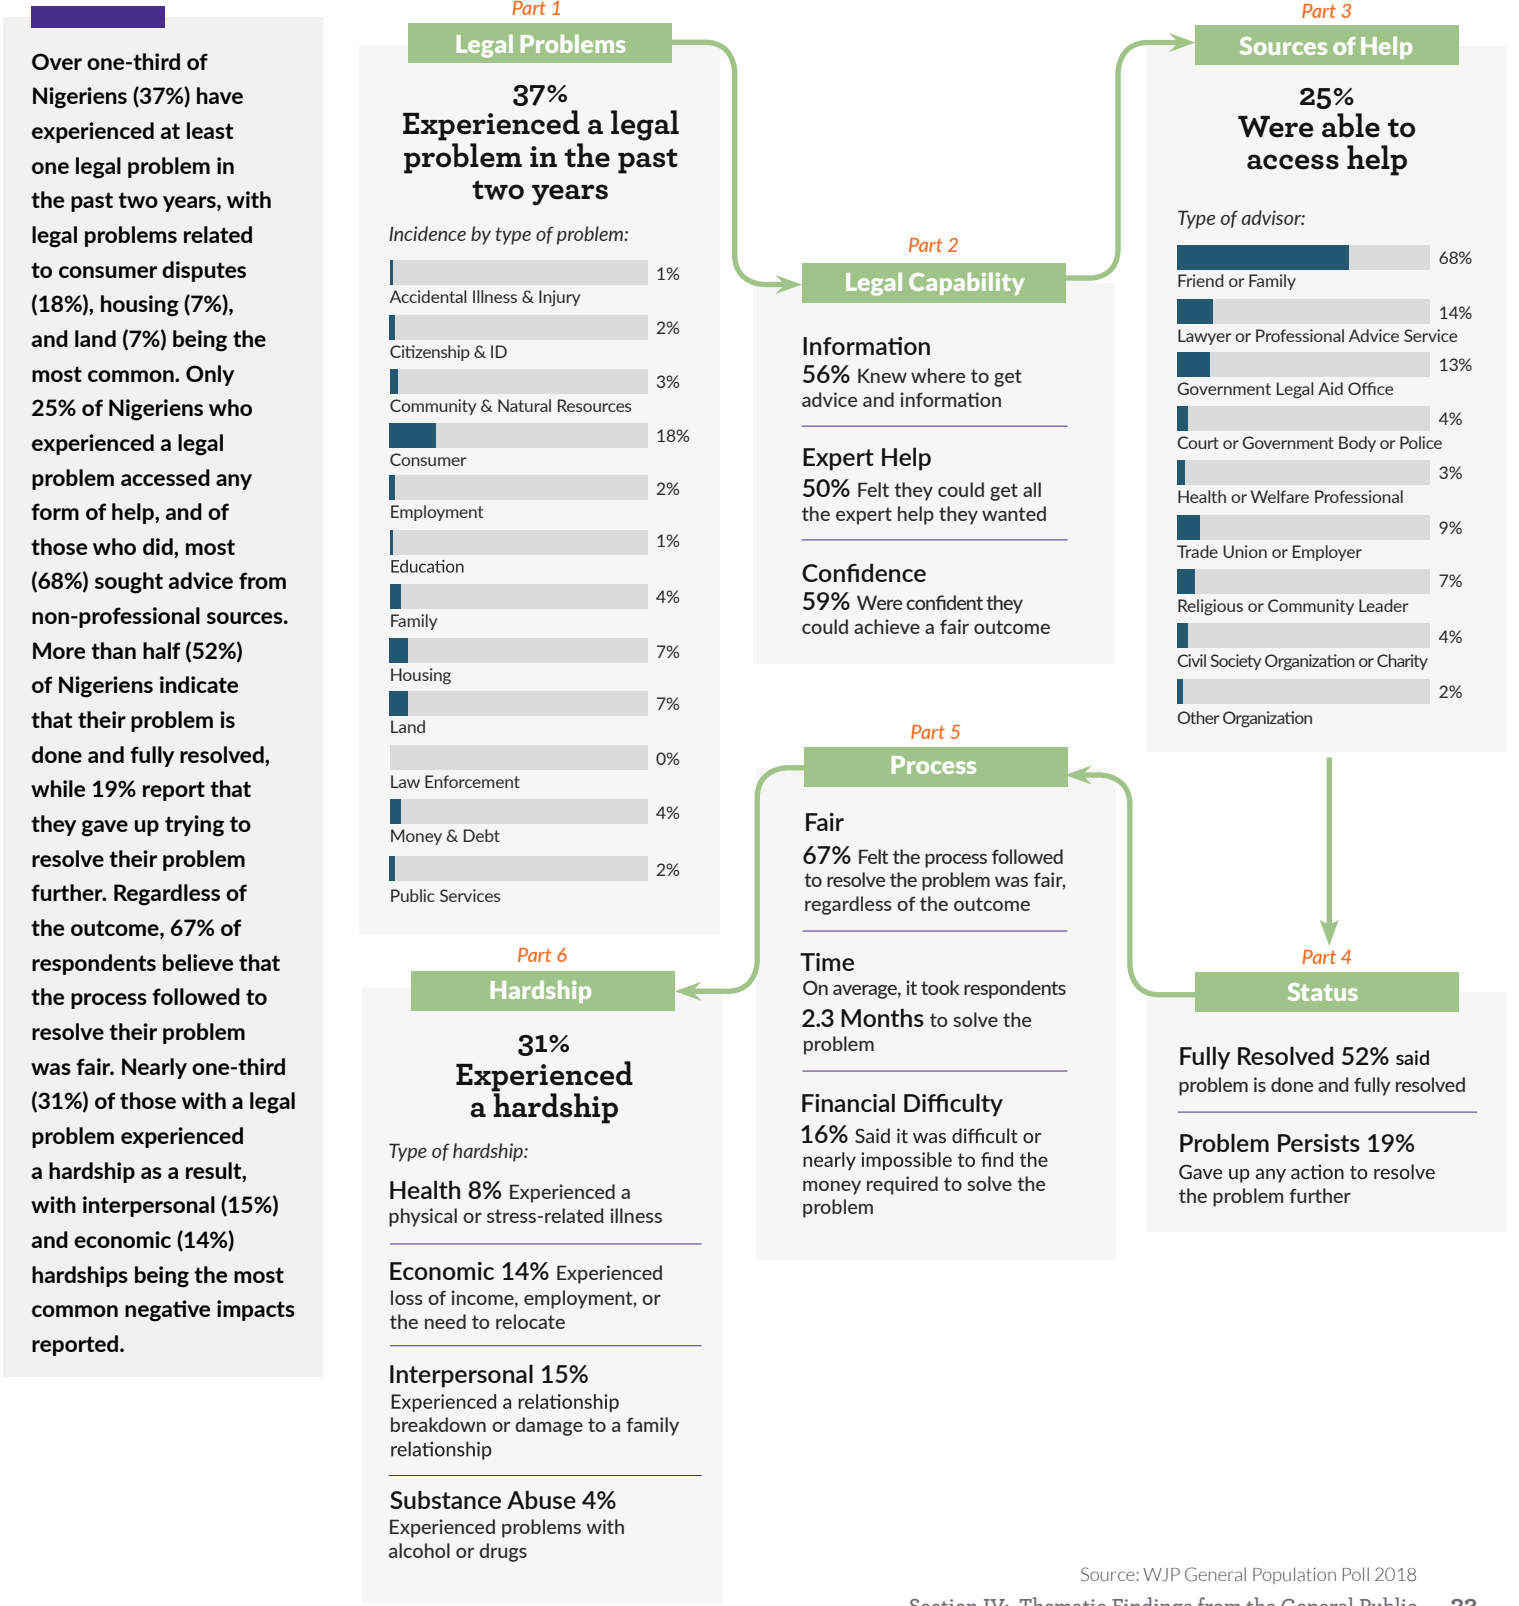 Over one-third of
Nigeriens (37%) have
experienced at least
one legal problem in
the past two years, with
legal problems related
to consumer disputes
(18%), housing (7%),
and land (7%) being the
most common. Only
25% of Nigeriens who
experienced a legal
problem accessed any
form of help, and of
those who did, most
(68%) sought advice from
non-professional sources.
More than half (52%)
of Nigeriens indicate
that their problem is
done and fully resolved,
while 19% report that
they gave up trying to
resolve their problem
further. Regardless of
the outcome, 67% of
respondents believe that
the process followed to
resolve their problem
was fair. Nearly one-third
(31%) of those with a legal
problem experienced
a hardship as a result,
with interpersonal (15%)
and economic (14%)
hardships being the most
common negative impacts
reported.
Part 1
Legal Problems
37%
Experienced a legal
problem in the past
two years
Incidence by type of problem:
1%
Accidental Illness & Injury
2%
Citizenship & ID
3%
Community & Natural Resources
18%
Consumer
2%
Employment
1%
Education
4%
Family
7%
Housing
7%
Land
0%
Law Enforcement
4%
Money & Debt
2%
Public Services
Part 2
Legal Capability
Information
56% Knew where to get
advice and information
Expert Help
50% Felt they could get all
the expert help they wanted
Confidence
59% Were confident they
could achieve a fair outcome
Part 3
Sources of Help
25%
Were able to
access help
Type of advisor:
68%
Friend or Family
14%
Lawyer or Professional Advice Service
13%
Government Legal Aid Office
4%
Court or Government Body or Police
3%
Health or Welfare Professional
9%
Trade Union or Employer
7%
Religious or Community Leader
4%
Civil Society Organization or Charity
2%
Other Organization
Part 4
Status
Fully Resolved 52% said
problem is done and fully resolved
Problem Persists 19%
Gave up any action to resolve
the problem further
Part 5
Process
Fair
67% Felt the process followed
to resolve the problem was fair,
regardless of the outcome
Time
On average, it took respondents
2.3 Months to solve the
problem
Financial Difficulty
16% Said it was difficult or
nearly impossible to find the
money required to solve the
problem
Part 6
Hardship
31%
Experienced
a hardship
Type of hardship:
Health 8% Experienced a
physical or stress-related illness
Economic 14% Experienced
loss of income, employment, or
the need to relocate
Interpersonal 15%
Experienced a relationship
breakdown or damage to a family
relationship
Substance Abuse 4%
Experienced problems with
alcohol or drugs
Source: WJP General Population Poll 2018
Section IV: Thematic Findings from the General Public